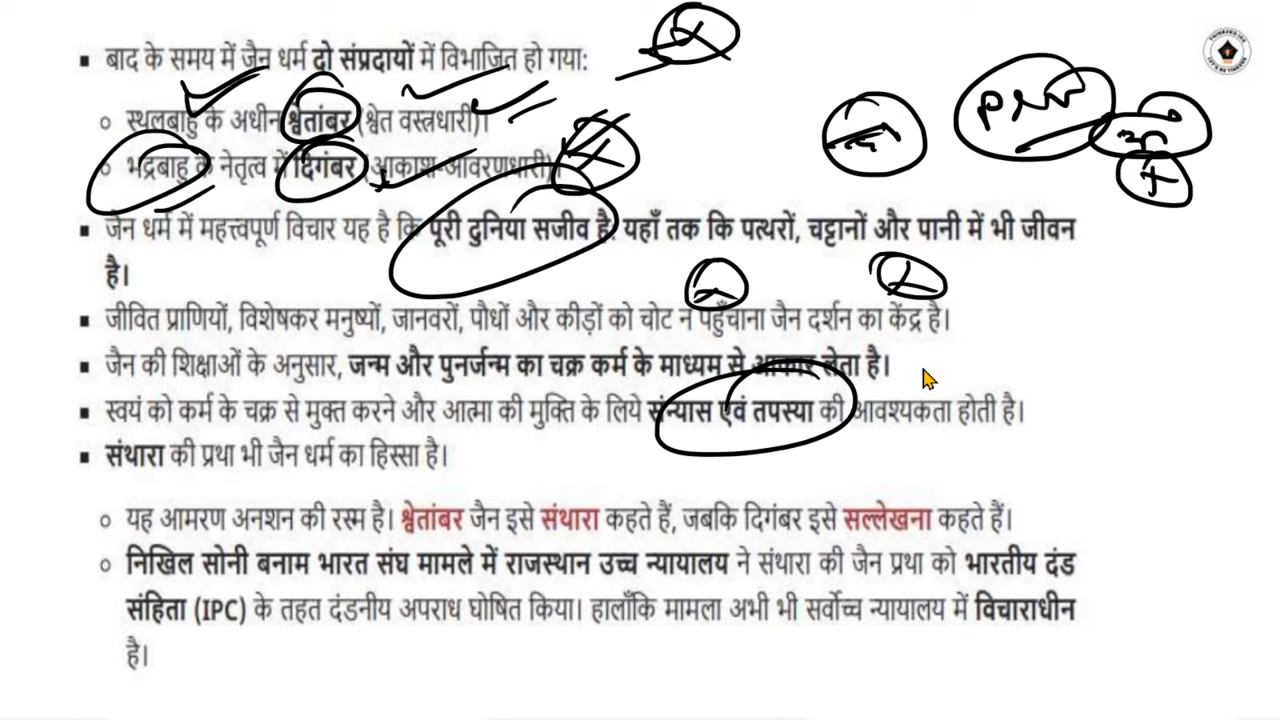 ▪ बाद के समय में जैन धर्म दो संप्रदायों में विभाजित हो गया:
○ स्थलबाहु के अधीन श्वेतांबर (श्वेत वस्त्रधारी)।
○ भद्रबाहु के नेतृत्व में दिगंबर (आकाश-आवरणधारी)।
▪ जैन धर्म में महत्त्वपूर्ण विचार यह है कि पूरी दुनिया सजीव है: यहाँ तक कि पत्थरों, चट्टानों और पानी में भी जीवन
है।
▪ जीवित प्राणियों, विशेषकर मनुष्यों, जानवरों, पौधों और कीड़ों को चोट न पहुँचाना जैन दर्शन का केंद्र है।
▪ जैन की शिक्षाओं के अनुसार, जन्म और पुनर्जन्म का चक्र कर्म के माध्यम से आकार लेता है।
▪ स्वयं को कर्म के चक्र से मुक्त करने और आत्मा की मुक्ति के लिये संन्यास एवं तपस्या की आवश्यकता होती है।
▪ संथारा की प्रथा भी जैन धर्म का हिस्सा है।
○ यह आमरण अनशन की रस्म है। श्वेतांबर जैन इसे संथारा कहते हैं, जबकि दिगंबर इसे सल्लेखना कहते हैं।
○ निखिल सोनी बनाम भारत संघ मामले में राजस्थान उच्च न्यायालय ने संथारा की जैन प्रथा को भारतीय दंड
संहिता (IPC) के तहत दंडनीय अपराध घोषित किया। हालाँकि मामला अभी भी सर्वोच्च न्यायालय में विचाराधीन
है।